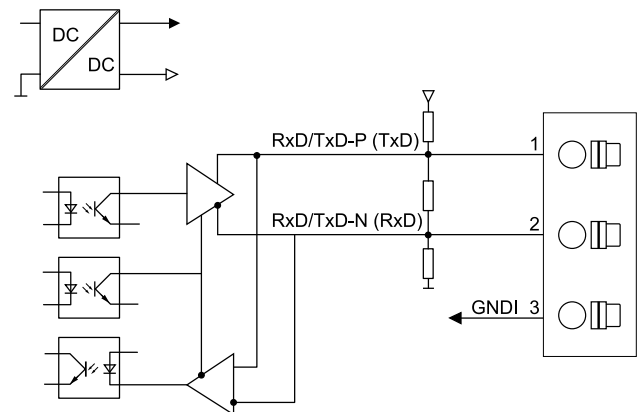 DC
DC
RxD/TxD-P (TxD) 1
RxD/TxD-N (RxD) 2
GNDI 3